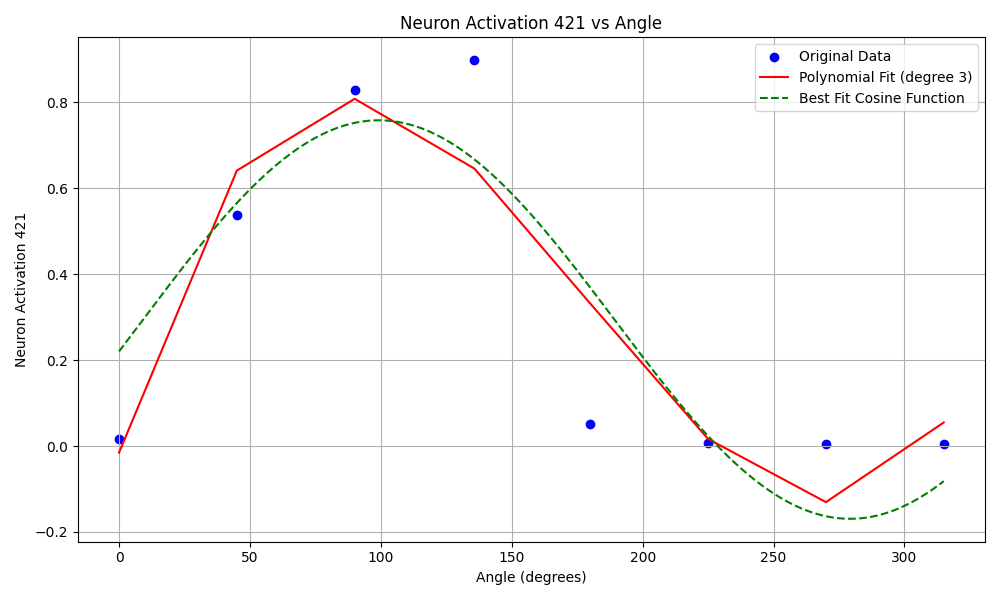 Neuron Activation 421 vs Angle
Original Data
Polynomial Fit (degree 3)
Best Fit Cosine Function
Neuron Activation 421
0.8
0.6
0.4
0.2
0.0
−0.2
0 50 100 150 200 250 300
Angle (degrees)